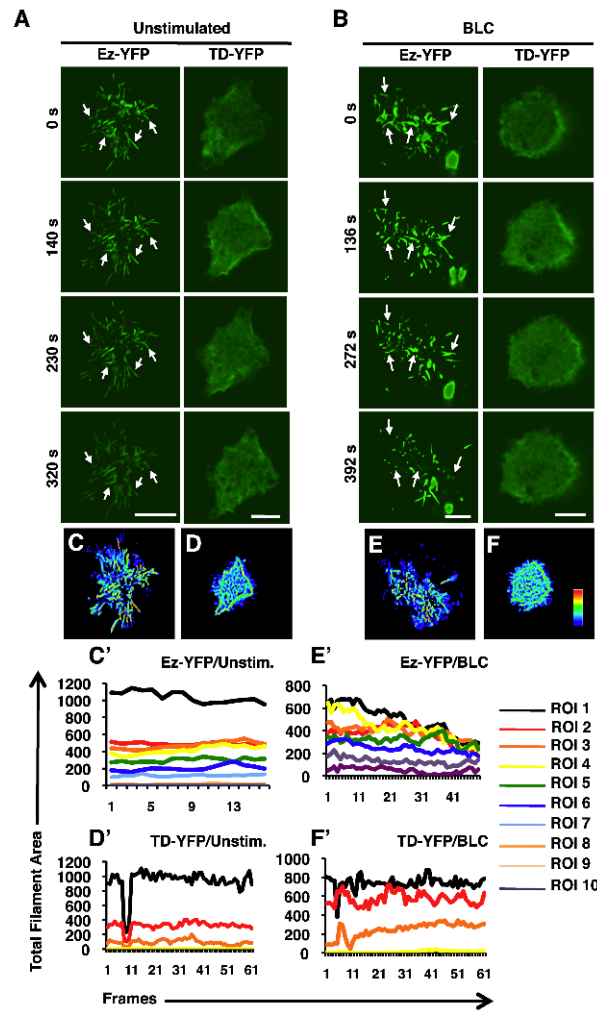 A
Unstimulated
Ez-YFP TD-YFP
0 s
140 s
230 s
320 s
B
BLC
Ez-YFP TD-YFP
0 s
136 s
272 s
392 s
C
D
E
F
C' Ez-YFP/Unstim.
1200
1000
800
600
400
200
0
1 5 9 13
E' Ez-YFP/BLC
800
600
400
200
0
1 11 21 31 41
D' TD-YFP/Unstim.
1200
1000
800
600
400
200
0
1 11 21 31 41 51 61
F' TD-YFP/BLC
1000
800
600
400
200
0
1 11 21 31 41 51 61
ROI 1
ROI 2
ROI 3
ROI 4
ROI 5
ROI 6
ROI 7
ROI 8
ROI 9
ROI 10
Total Filament Area
Frames